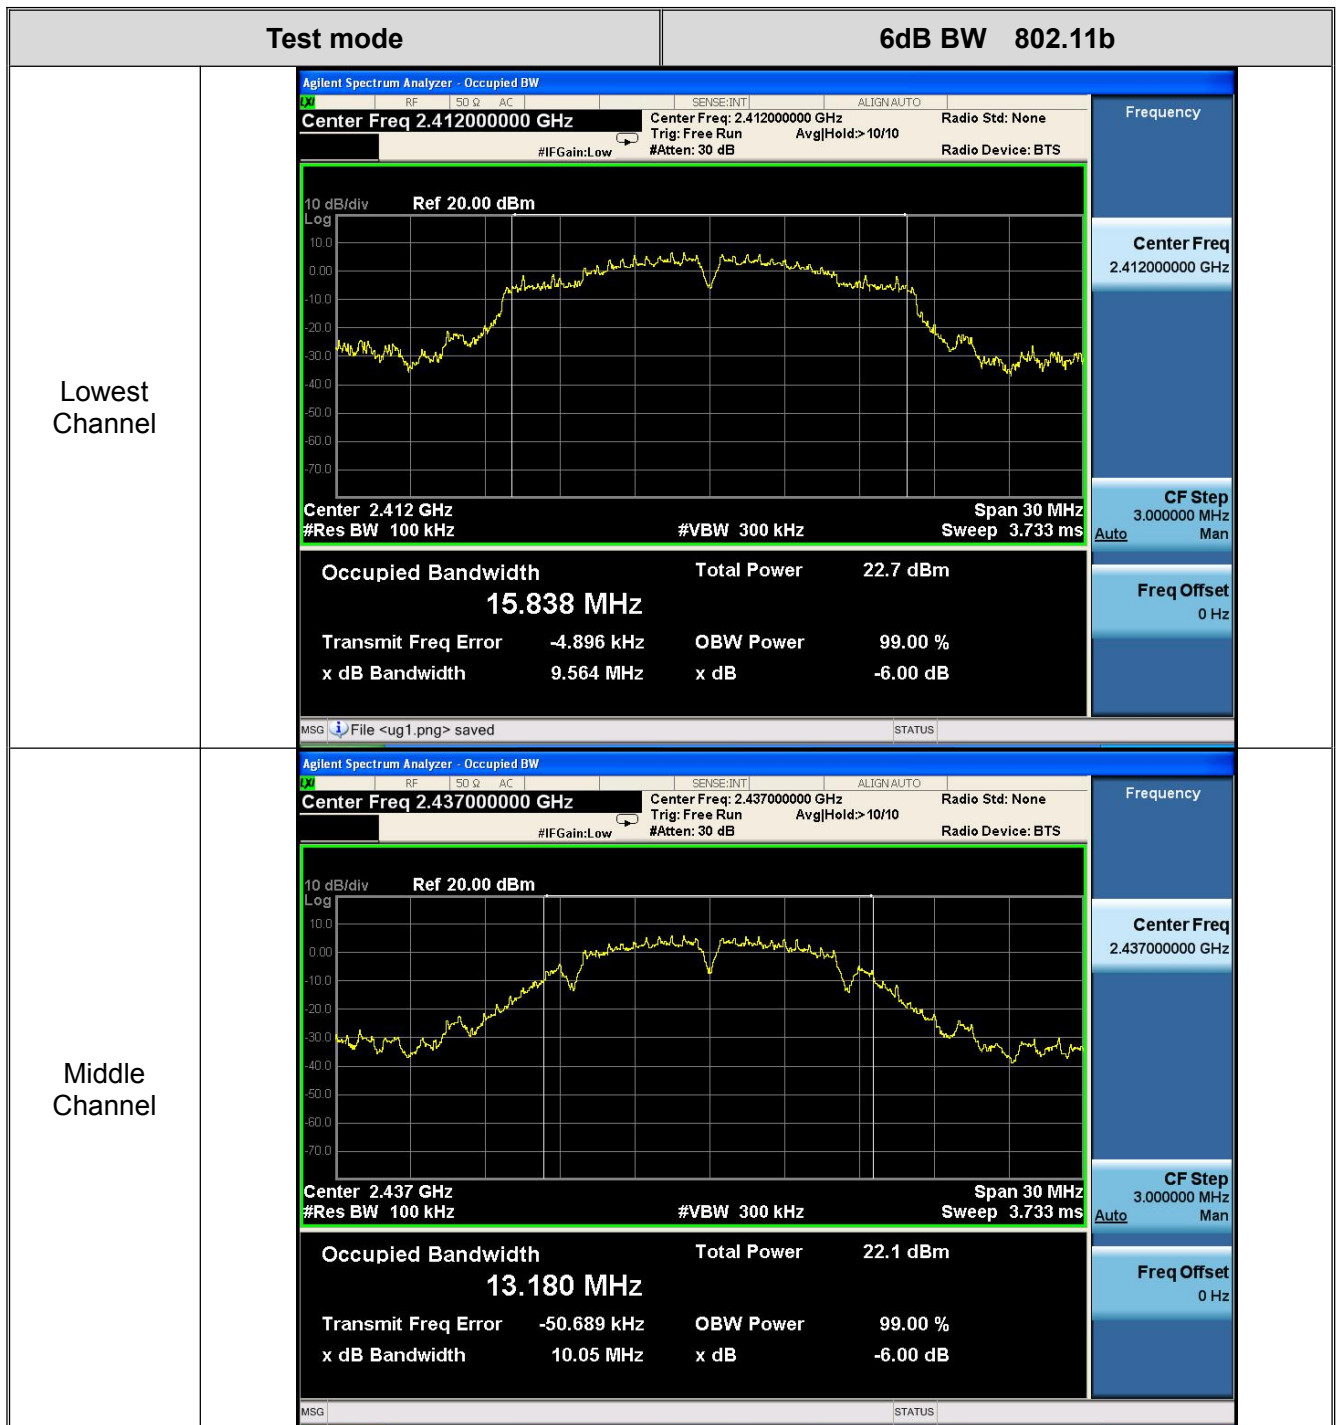 Test mode 6dB BW 802.11b
Lowest
Channel
Agilent Spectrum Analyzer - Occupied BW
LXI RF 50 Ω AC SENSE:INT ALIGN AUTO
Center Freq 2.412000000 GHz
Center Freq: 2.412000000 GHz Radio Std: None
Trig: Free Run Avg|Hold:>10/10
#IFGain:Low #Atten: 30 dB Radio Device: BTS
10 dB/div Ref 20.00 dBm
Log
10.0
0.00
-10.0
-20.0
-30.0
-40.0
-50.0
-60.0
-70.0
Center 2.412 GHz Span 30 MHz
#Res BW 100 kHz #VBW 300 kHz Sweep 3.733 ms
Occupied Bandwidth Total Power 22.7 dBm
15.838 MHz
Transmit Freq Error -4.896 kHz OBW Power 99.00 %
x dB Bandwidth 9.564 MHz x dB -6.00 dB
MSG File <ug1.png> saved STATUS
Frequency
Center Freq
2.412000000 GHz
CF Step
3.000000 MHz
Auto Man
Freq Offset
0 Hz
Middle
Channel
Agilent Spectrum Analyzer - Occupied BW
LXI RF 50 Ω AC SENSE:INT ALIGN AUTO
Center Freq 2.437000000 GHz
Center Freq: 2.437000000 GHz Radio Std: None
Trig: Free Run Avg|Hold:>10/10
#IFGain:Low #Atten: 30 dB Radio Device: BTS
10 dB/div Ref 20.00 dBm
Log
10.0
0.00
-10.0
-20.0
-30.0
-40.0
-50.0
-60.0
-70.0
Center 2.437 GHz Span 30 MHz
#Res BW 100 kHz #VBW 300 kHz Sweep 3.733 ms
Occupied Bandwidth Total Power 22.1 dBm
13.180 MHz
Transmit Freq Error -50.689 kHz OBW Power 99.00 %
x dB Bandwidth 10.05 MHz x dB -6.00 dB
MSG STATUS
Frequency
Center Freq
2.437000000 GHz
CF Step
3.000000 MHz
Auto Man
Freq Offset
0 Hz